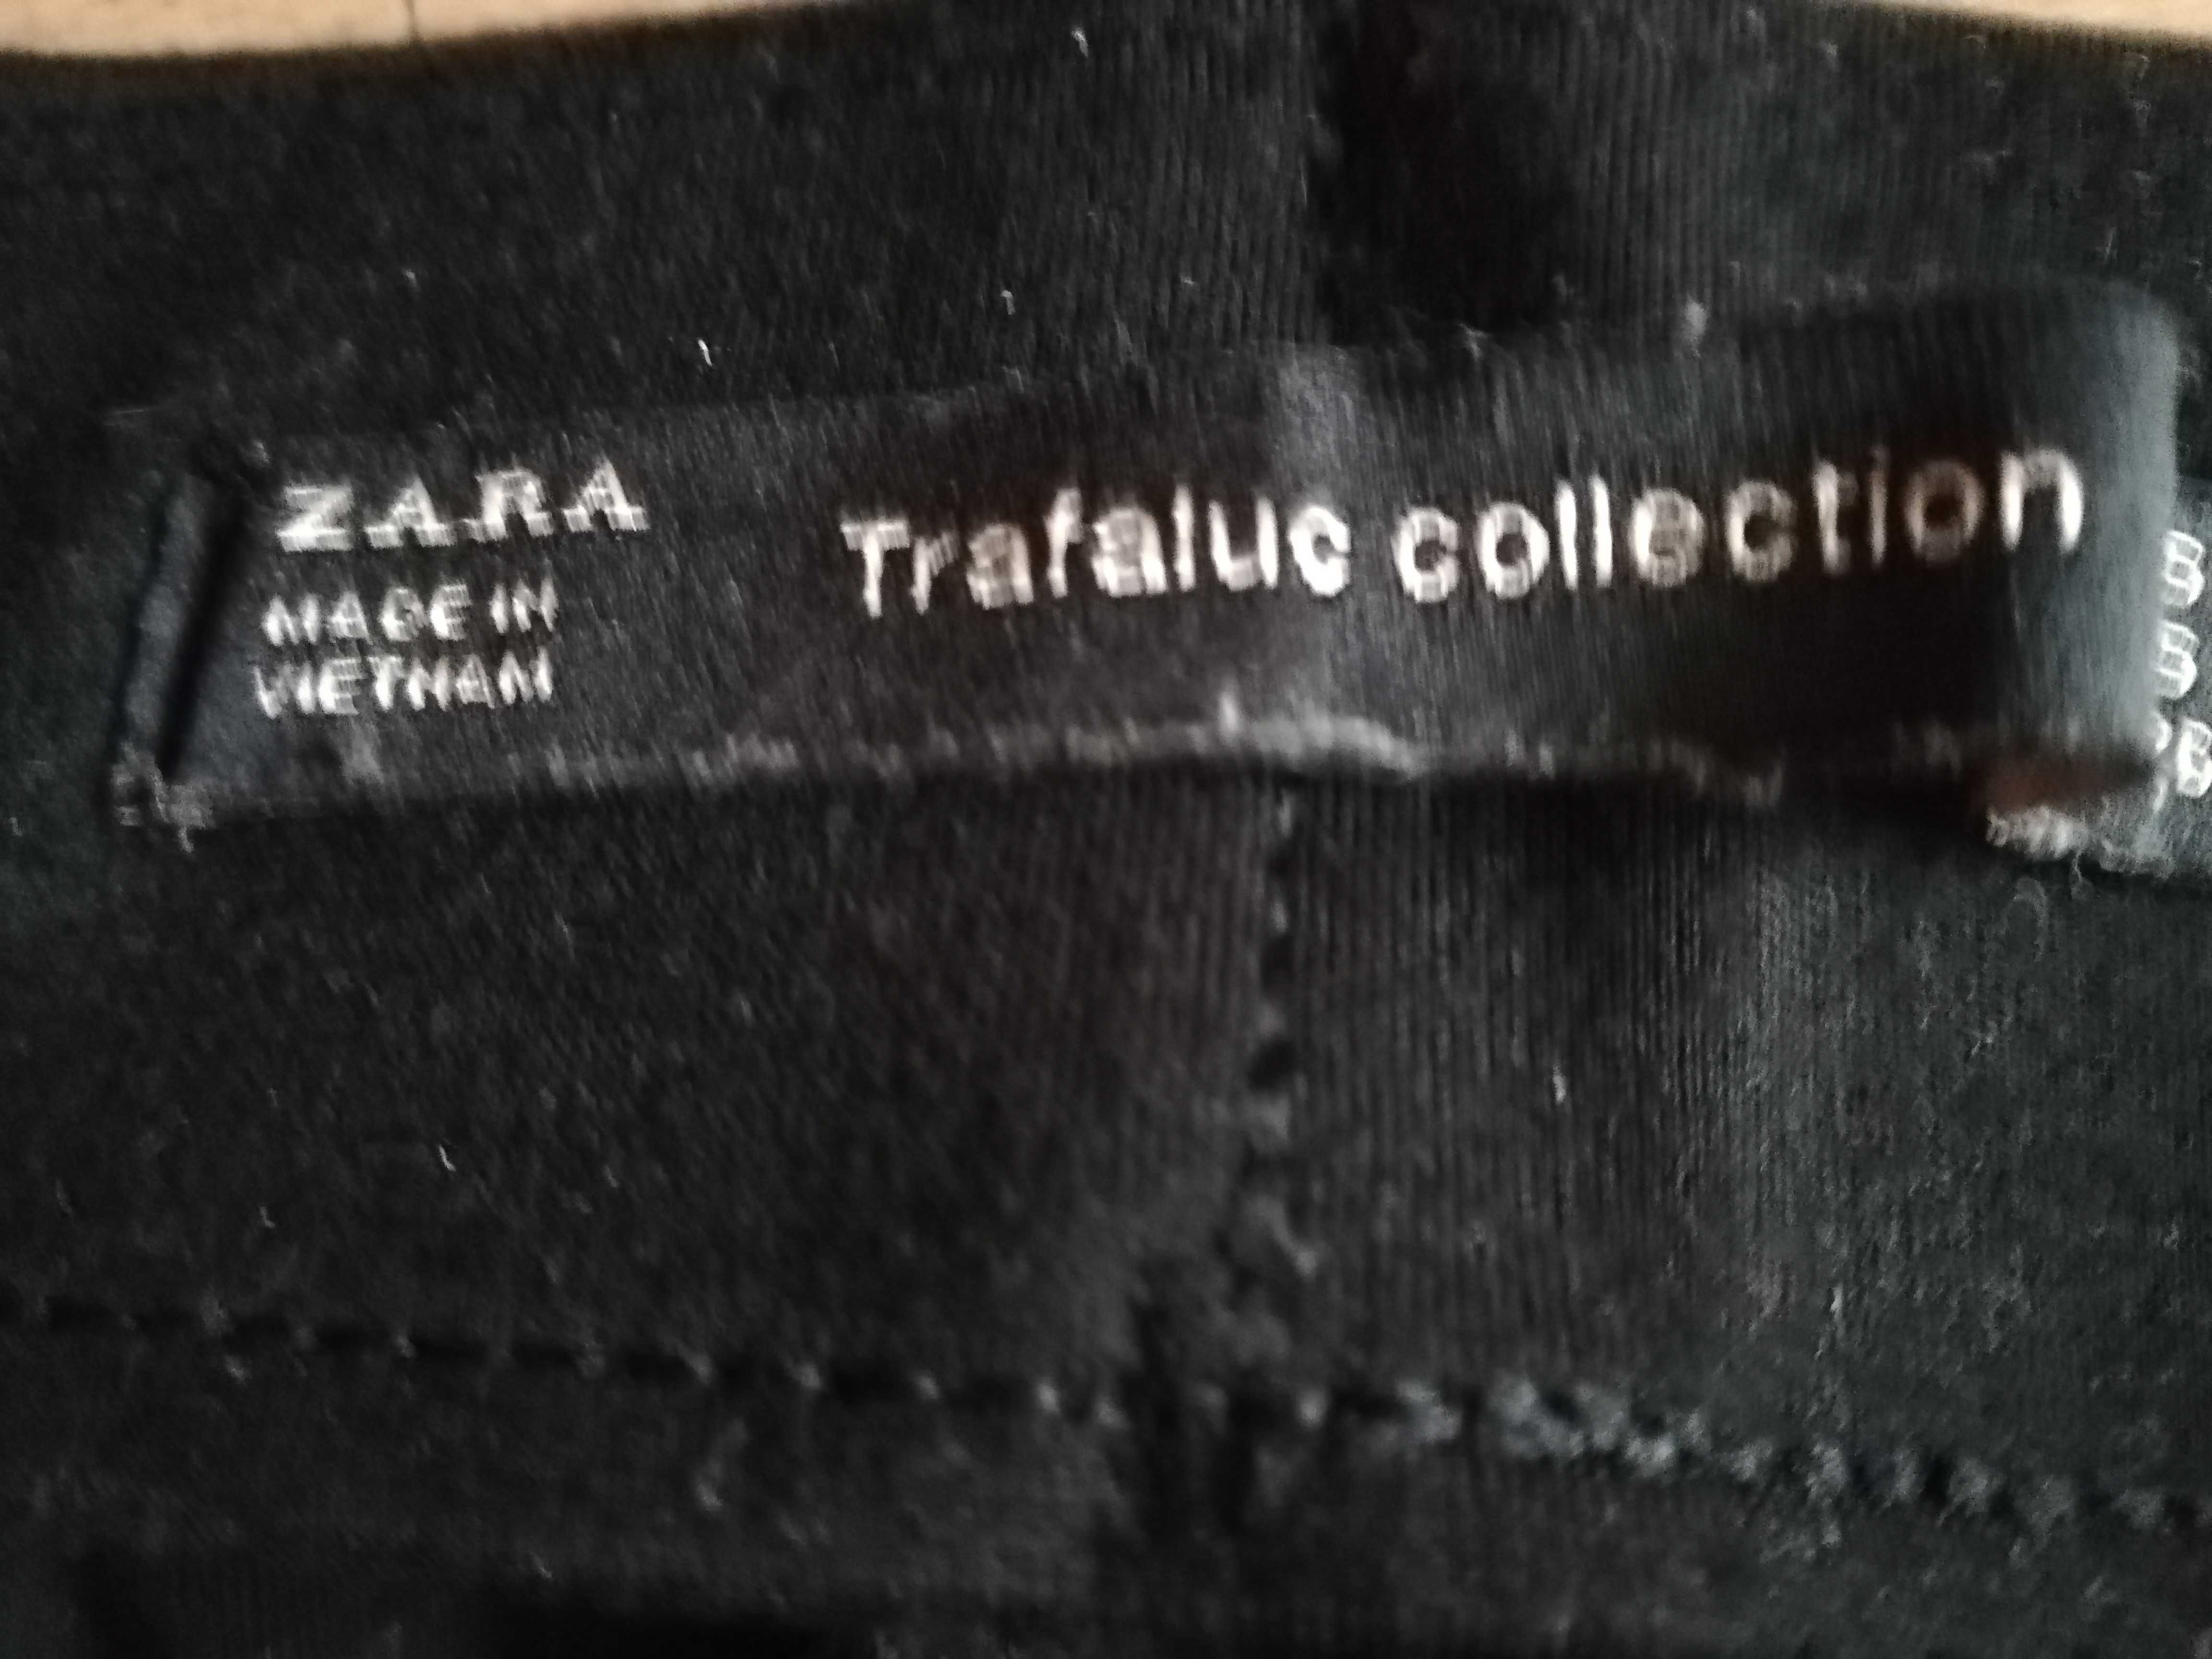 ZARA
MADE IN
VIETNAM
Trafaluc collection